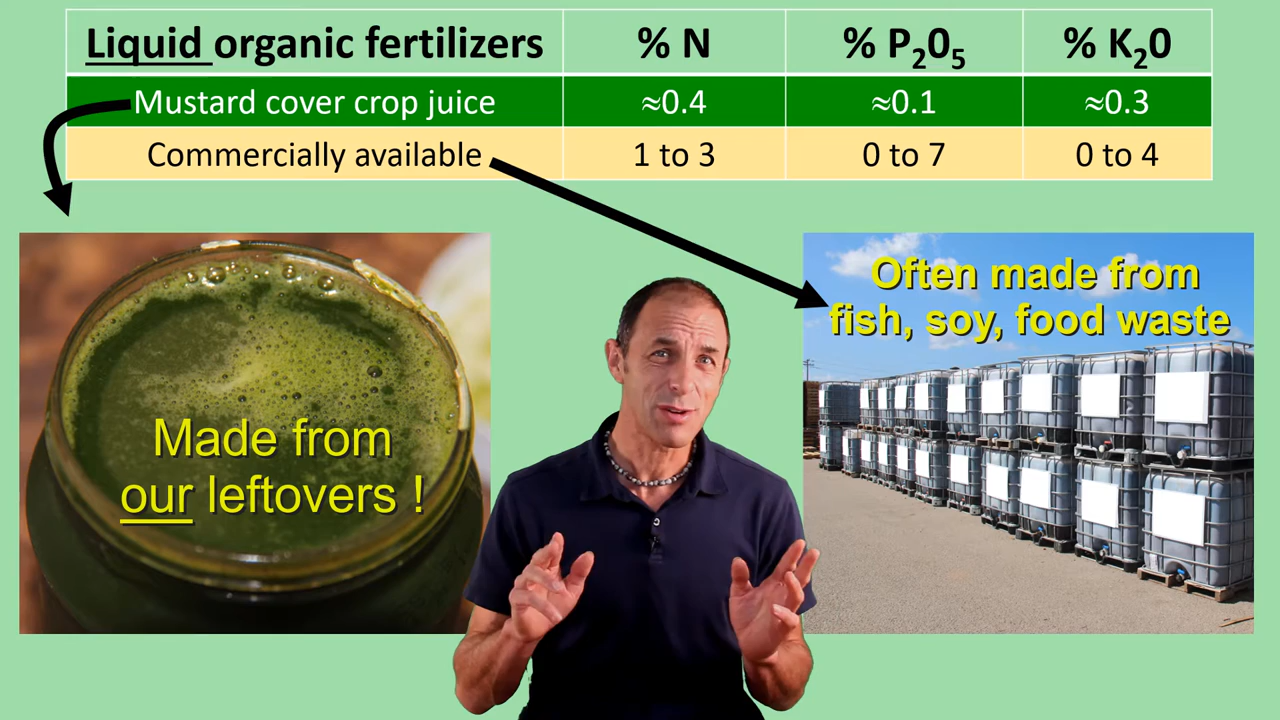 Liquid organic fertilizers % N % P₂0₅ % K₂0
Mustard cover crop juice ≈0.4 ≈0.1 ≈0.3
Commercially available 1 to 3 0 to 7 0 to 4
Often made from
fish, soy, food waste
Made from
our leftovers !